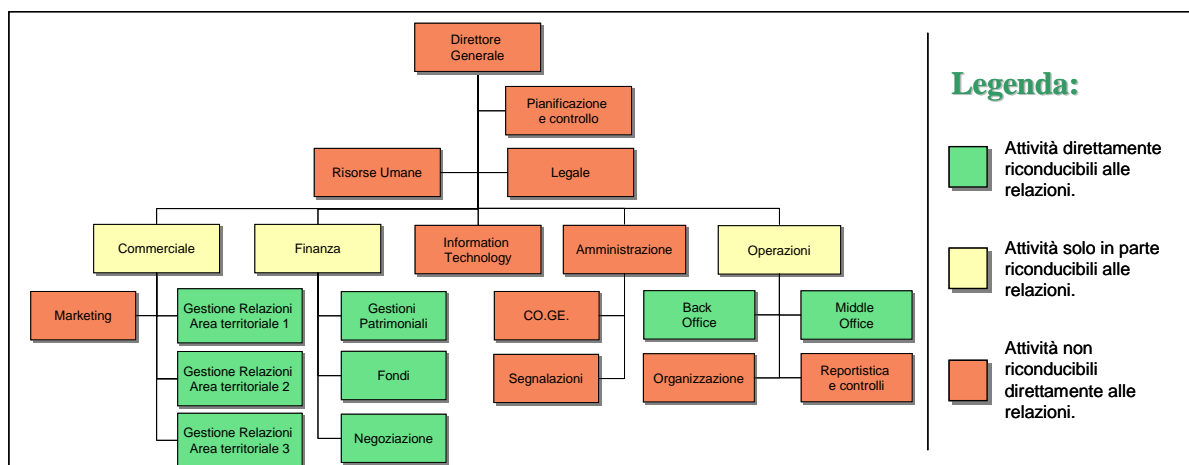 Direttore
Generale
Pianificazione
e controllo
Risorse Umane
Legale
Commerciale
Finanza
Information
Technology
Amministrazione
Operazioni
Marketing
Gestione Relazioni
Area territoriale 1
Gestioni
Patrimoniali
CO.GE.
Back
Office
Middle
Office
Gestione Relazioni
Area territoriale 2
Fondi
Segnalazioni
Organizzazione
Reportistica
e controlli
Gestione Relazioni
Area territoriale 3
Negoziazione
Legenda:
Attività direttamente
riconducibili alle
relazioni.
Attività solo in parte
riconducibili alle
relazioni.
Attività non
riconducibili
direttamente alle
relazioni.